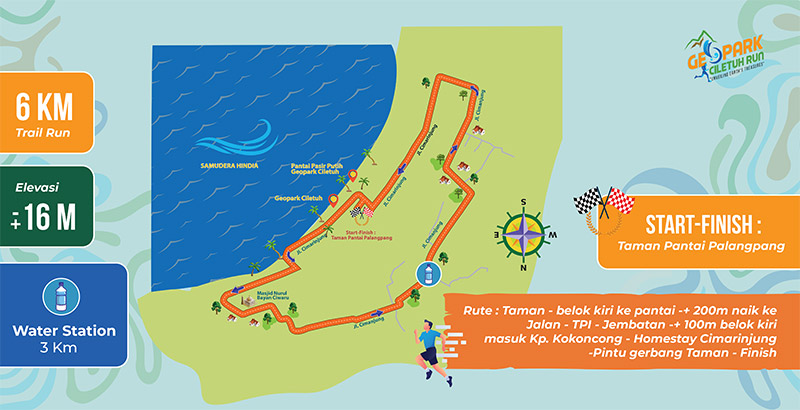 GEOPARK
CILETUH RUN
6 KM
Trail Run
Elevasi
-+ 16 M
Water Station
3 Km
SAMUDERA HINDIA
Pantai Pasir Putih
Geopark Ciletuh
Geopark Ciletuh
Start-Finish :
Taman Pantai Palangpang
Jl. Cimarinjung
Jl. Cimarinjung
Jl. Cimarinjung
Jl. Cimarinjung
Jl. Cimarinjung
Jl. Cimarinjung
Masjid Nurul
Bayan Ciwaru
S
E
W
N
START-FINISH :
Taman Pantai Palangpang
Rute : Taman - belok kiri ke pantai -+ 200m naik ke
Jalan - TPI - Jembatan -+ 100m belok kiri
masuk Kp. Kokoncong - Homestay Cimarinjung
-Pintu gerbang Taman - Finish